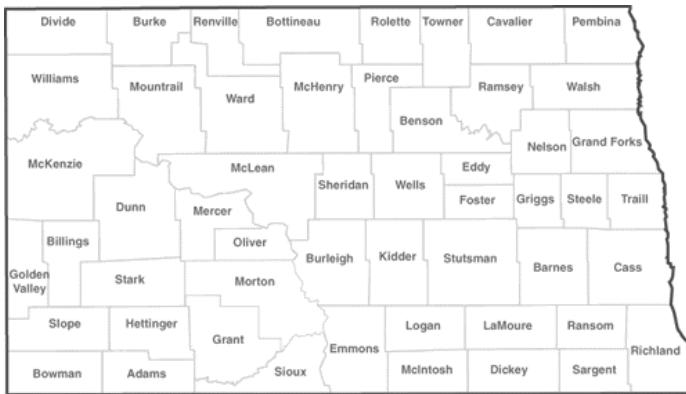 Divide
Burke
Renville
Bottineau
Rolette
Towner
Cavalier
Pembina
Williams
Mountrail
Ward
McHenry
Pierce
Benson
Ramsey
Walsh
McKenzie
Dunn
McLean
Mercer
Oliver
Sheridan
Wells
Eddy
Foster
Nelson
Grand Forks
Griggs
Steele
Traill
Golden
Valley
Billings
Stark
Morton
Burleigh
Kidder
Stutsman
Barnes
Cass
Slope
Hettinger
Grant
Emmons
Logan
LaMoure
Ransom
Richland
Bowman
Adams
Sioux
McIntosh
Dickey
Sargent